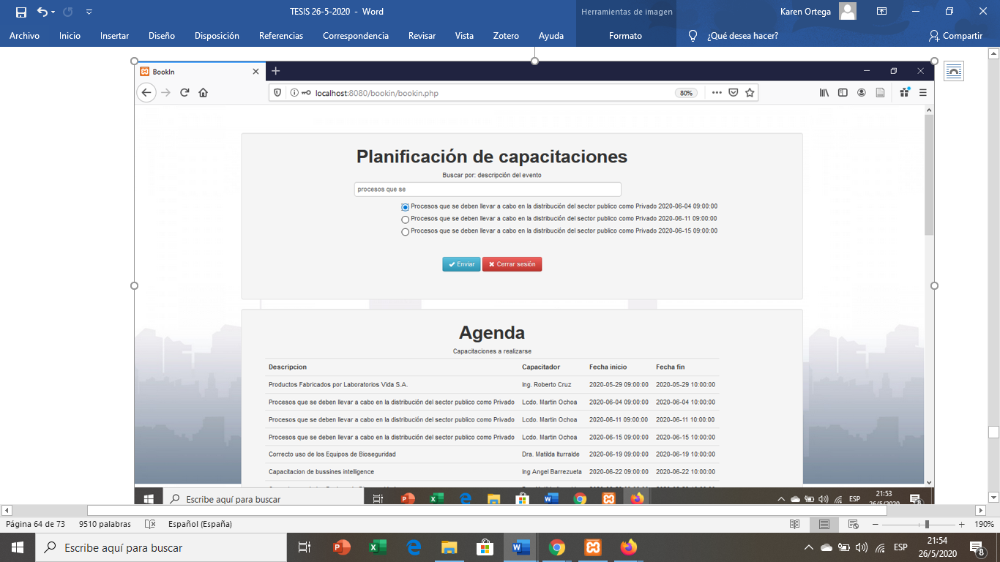 TESIS 26-5-2020 - Word
Herramientas de imagen
Karen Ortega
Archivo Inicio Insertar Diseño Disposición Referencias Correspondencia Revisar Vista Zotero Ayuda Formato ¿Qué desea hacer? Compartir
BookIn
localhost:8080/bookin/bookin.php 80%
Planificación de capacitaciones
Buscar por: descripción del evento
procesos que se
Procesos que se deben llevar a cabo en la distribución del sector publico como Privado 2020-06-04 09:00:00
Procesos que se deben llevar a cabo en la distribución del sector publico como Privado 2020-06-11 09:00:00
Procesos que se deben llevar a cabo en la distribución del sector publico como Privado 2020-06-15 09:00:00
Enviar Cerrar sesión
Agenda
Capacitaciones a realizarse
Descripcion Capacitador Fecha inicio Fecha fin
Productos Fabricados por Laboratorios Vida S.A. Ing. Roberto Cruz 2020-05-29 09:00:00 2020-05-29 10:00:00
Procesos que se deben llevar a cabo en la distribución del sector publico como Privado Lcdo. Martin Ochoa 2020-06-04 09:00:00 2020-06-04 10:00:00
Procesos que se deben llevar a cabo en la distribución del sector publico como Privado Lcdo. Martin Ochoa 2020-06-11 09:00:00 2020-06-11 10:00:00
Procesos que se deben llevar a cabo en la distribución del sector publico como Privado Lcdo. Martin Ochoa 2020-06-15 09:00:00 2020-06-15 10:00:00
Correcto uso de los Equipos de Bioseguridad Dra. Matilda Iturralde 2020-06-19 09:00:00 2020-06-19 10:00:00
Capacitacion de bussines intelligence Ing Angel Barrezueta 2020-06-22 09:00:00 2020-06-22 10:00:00
Escribe aquí para buscar
ESP
21:53
26/5/2020
8
Página 64 de 73 9510 palabras Español (España) 190%
Escribe aquí para buscar
ESP
21:54
26/5/2020
8